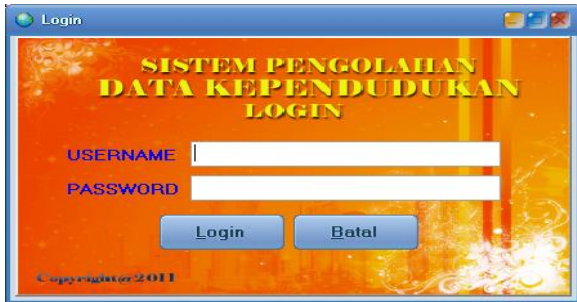 Login
SISTEM PENGOLAHAN
DATA KEPENDUDUKAN
LOGIN
USERNAME
PASSWORD
Login Batal
Copyright@2011